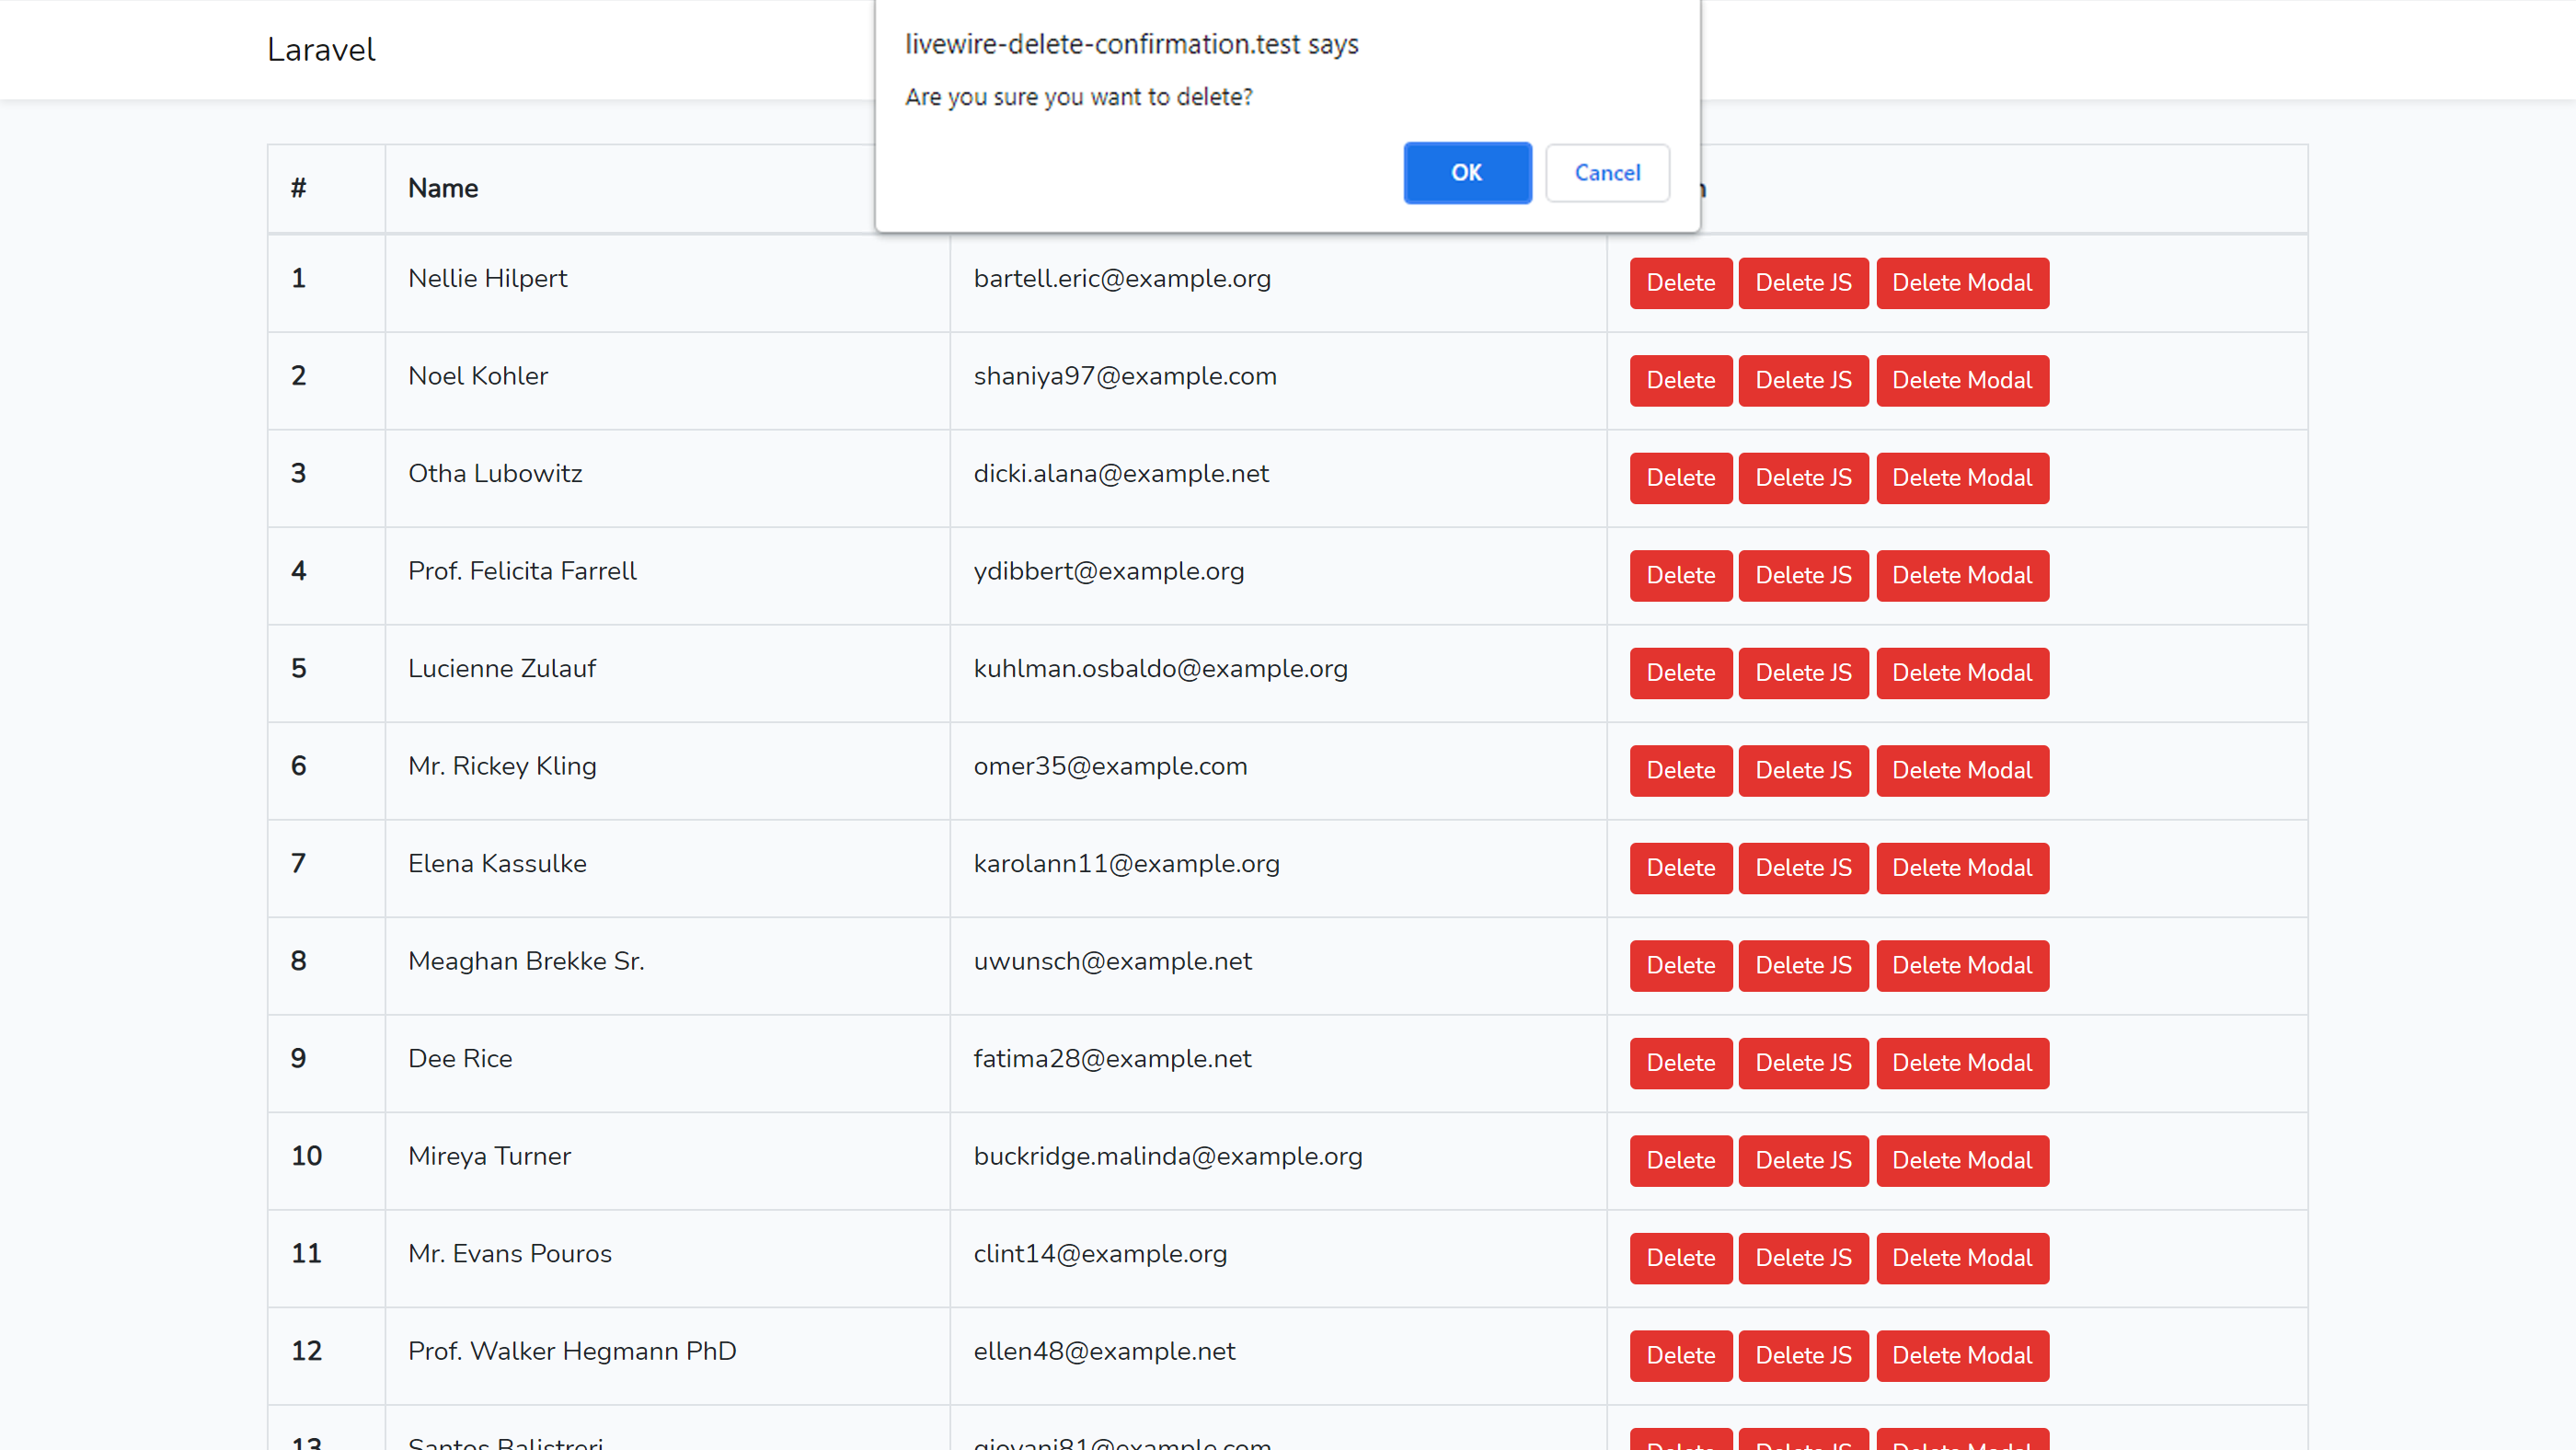 Laravel
livewire-delete-confirmation.test says
Are you sure you want to delete?
OK Cancel
# Name
1 Nellie Hilpert bartell.eric@example.org Delete Delete JS Delete Modal
2 Noel Kohler shaniya97@example.com Delete Delete JS Delete Modal
3 Otha Lubowitz dicki.alana@example.net Delete Delete JS Delete Modal
4 Prof. Felicita Farrell ydibbert@example.org Delete Delete JS Delete Modal
5 Lucienne Zulauf kuhlman.osbaldo@example.org Delete Delete JS Delete Modal
6 Mr. Rickey Kling omer35@example.com Delete Delete JS Delete Modal
7 Elena Kassulke karolann11@example.org Delete Delete JS Delete Modal
8 Meaghan Brekke Sr. uwunsch@example.net Delete Delete JS Delete Modal
9 Dee Rice fatima28@example.net Delete Delete JS Delete Modal
10 Mireya Turner buckridge.malinda@example.org Delete Delete JS Delete Modal
11 Mr. Evans Pouros clint14@example.org Delete Delete JS Delete Modal
12 Prof. Walker Hegmann PhD ellen48@example.net Delete Delete JS Delete Modal
13 Santos Balistreri giovani81@example.com Delete Delete JS Delete Modal